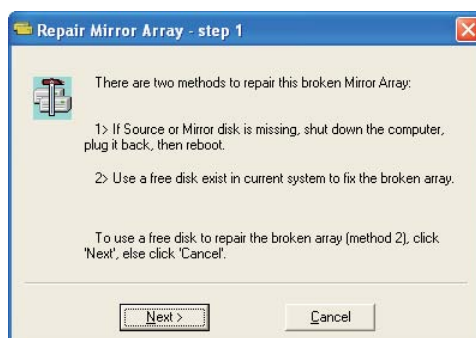 Repair Mirror Array - step 1
There are two methods to repair this broken Mirror Array:
1> If Source or Mirror disk is missing, shut down the computer,
plug it back, then reboot.
2> Use a free disk exist in current system to fix the broken array.
To use a free disk to repair the broken array (method 2), click
'Next', else click 'Cancel'.
Next >
Cancel